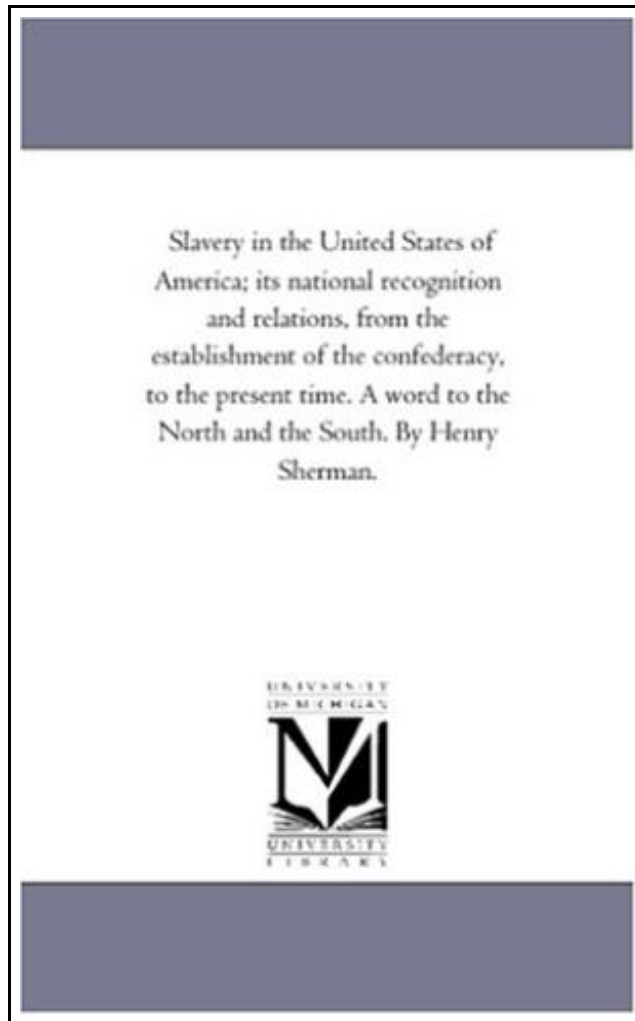 Slavery in the United States of
America; its national recognition
and relations, from the
establishment of the confederacy,
to the present time. A word to the
North and the South. By Henry
Sherman.
UNIVERSITY
OF MICHIGAN
UNIVERSITY
LIBRARY